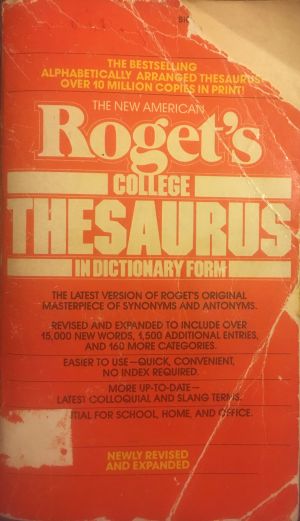 THE BESTSELLING
ALPHABETICALLY ARRANGED THESAURUS
OVER 10 MILLION COPIES IN PRINT!
THE NEW AMERICAN
Roget's
COLLEGE
THESAURUS
IN DICTIONARY FORM
THE LATEST VERSION OF ROGET'S ORIGINAL
MASTERPIECE OF SYNONYMS AND ANTONYMS.
REVISED AND EXPANDED TO INCLUDE OVER
15,000 NEW WORDS, 1,500 ADDITIONAL ENTRIES,
AND 160 MORE CATEGORIES.
EASIER TO USE—QUICK, CONVENIENT,
NO INDEX REQUIRED.
MORE UP-TO-DATE—
LATEST COLLOQUIAL AND SLANG TERMS.
NTIAL FOR SCHOOL, HOME, AND OFFICE.
NEWLY REVISED
AND EXPANDED